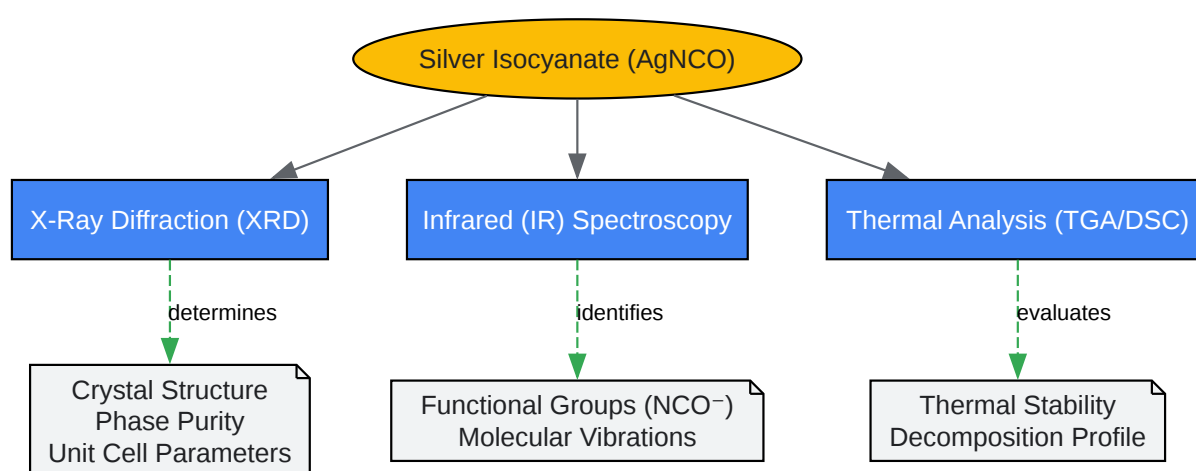 Silver Isocyanate (AgNCO)
X-Ray Diffraction (XRD)
Infrared (IR) Spectroscopy
Thermal Analysis (TGA/DSC)
determines
identifies
evaluates
Crystal Structure
Phase Purity
Unit Cell Parameters
Functional Groups (NCO⁻)
Molecular Vibrations
Thermal Stability
Decomposition Profile